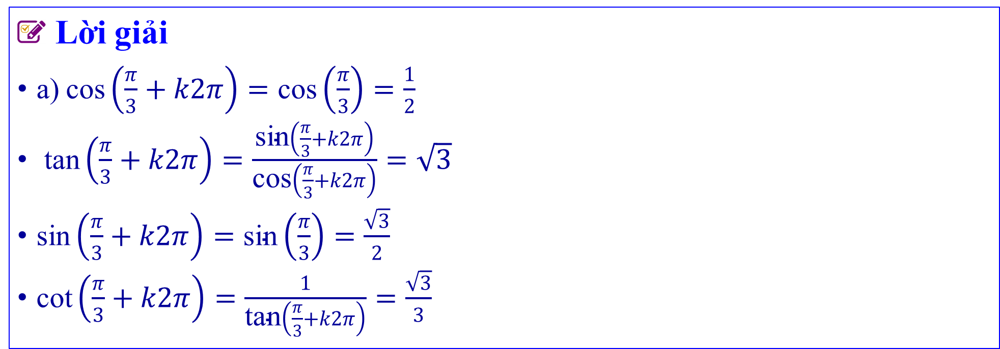 Lời giải
• a) cos(π/3 + k2π) = cos(π/3) = 1/2
• tan(π/3 + k2π) = sin(π/3+k2π)/cos(π/3+k2π) = √3
• sin(π/3 + k2π) = sin(π/3) = √3/2
• cot(π/3 + k2π) = 1/tan(π/3+k2π) = √3/3